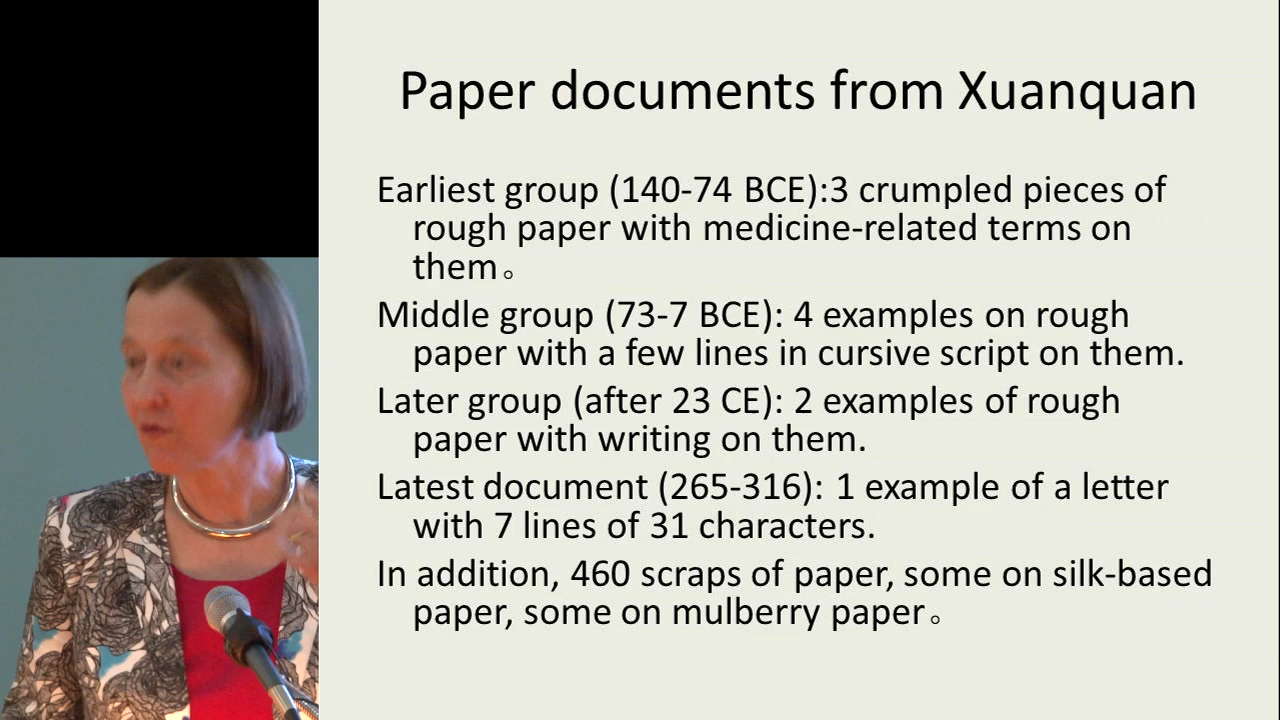 Paper documents from Xuanquan
Earliest group (140-74 BCE):3 crumpled pieces of
rough paper with medicine-related terms on
them。
Middle group (73-7 BCE): 4 examples on rough
paper with a few lines in cursive script on them.
Later group (after 23 CE): 2 examples of rough
paper with writing on them.
Latest document (265-316): 1 example of a letter
with 7 lines of 31 characters.
In addition, 460 scraps of paper, some on silk-based
paper, some on mulberry paper。